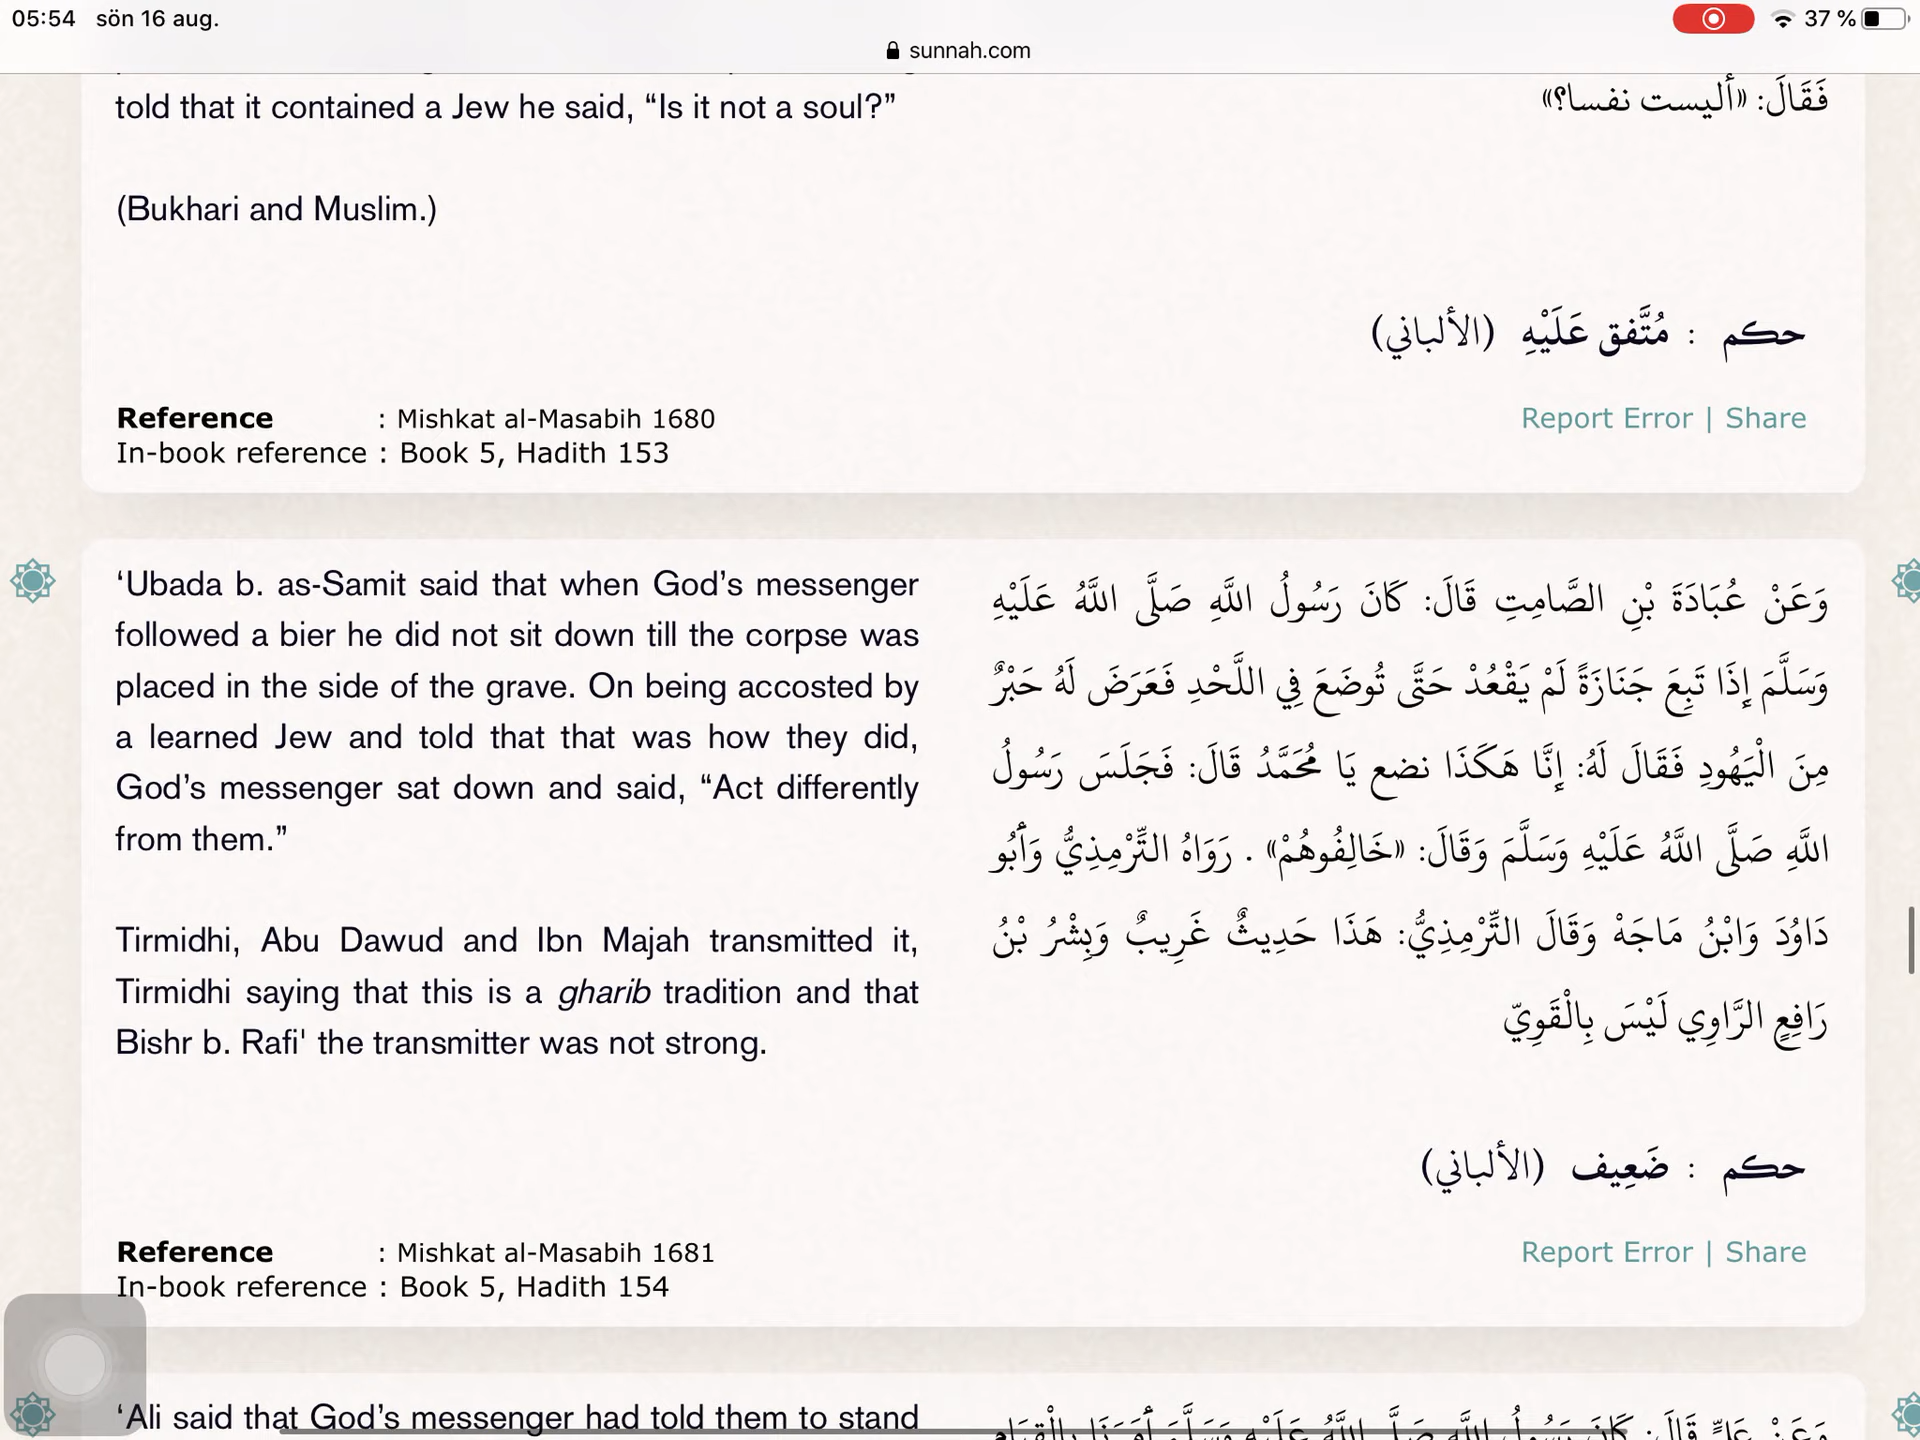 05:54 sön 16 aug.
37 %
sunnah.com
told that it contained a Jew he said, “Is it not a soul?”
(Bukhari and Muslim.)
فَقَالَ: «أليست نفسا؟»
حكم : مُتَّفق عَلَيْهِ (الألباني)
Reference : Mishkat al-Masabih 1680
In-book reference : Book 5, Hadith 153
Report Error | Share
‘Ubada b. as-Samit said that when God’s messenger
followed a bier he did not sit down till the corpse was
placed in the side of the grave. On being accosted by
a learned Jew and told that that was how they did,
God’s messenger sat down and said, “Act differently
from them.”
Tirmidhi, Abu Dawud and Ibn Majah transmitted it,
Tirmidhi saying that this is a gharib tradition and that
Bishr b. Rafi' the transmitter was not strong.
وَعَنْ عُبَادَةَ بْنِ الصَّامِتِ قَالَ: كَانَ رَسُولُ اللَّهِ صَلَّى اللَّهُ عَلَيْهِ
وَسَلَّمَ إِذَا تَبِعَ جَنَازَةً لَمْ يَقْعُدْ حَتَّى تُوضَعَ فِي اللَّحْدِ فَعَرَضَ لَهُ حَبْرٌ
مِنَ الْيَهُودِ فَقَالَ لَهُ: إِنَّا هَكَذَا نضع يَا مُحَمَّدُ قَالَ: فَجَلَسَ رَسُولُ
اللَّهِ صَلَّى اللَّهُ عَلَيْهِ وَسَلَّمَ وَقَالَ: «خَالِفُوهُمْ» . رَوَاهُ التِّرْمِذِيُّ وَأَبُو
دَاوُدَ وَابْنُ مَاجَهْ وَقَالَ التِّرْمِذِيُّ: هَذَا حَدِيثٌ غَرِيبٌ وَبِشْرُ بْنُ
رَافِعٍ الرَّاوِي لَيْسَ بِالْقَوِيّ
حكم : ضَعِيف (الألباني)
Reference : Mishkat al-Masabih 1681
In-book reference : Book 5, Hadith 154
Report Error | Share
‘Ali said that God’s messenger had told them to stand
وَعَنْ عَلِيٍّ قَالَ: كَانَ رَسُولُ اللَّهِ صَلَّى اللَّهُ عَلَيْهِ وَسَلَّمَ أَمَرَنَا بِالْقِيَامِ